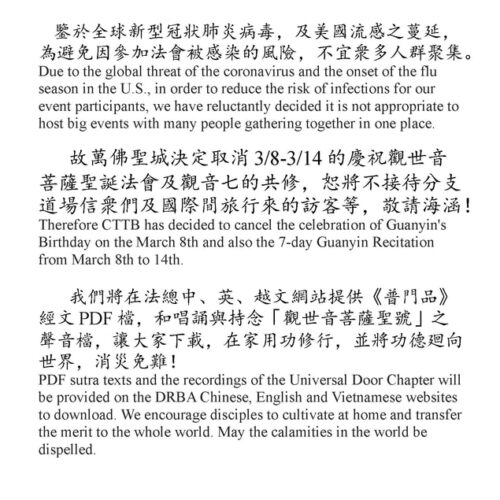 鑒於全球新型冠狀肺炎病毒，及美國流感之蔓延，
為避免因參加法會被感染的風險，不宜眾多人群聚集。
Due to the global threat of the coronavirus and the onset of the flu
season in the U.S., in order to reduce the risk of infections for our
event participants, we have reluctantly decided it is not appropriate to
host big events with many people gathering together in one place.
故萬佛聖城決定取消 3/8-3/14 的慶祝觀世音
菩薩聖誕法會及觀音七的共修，恕將不接待分支
道場信眾們及國際間旅行來的訪客等，敬請海涵！
Therefore CTTB has decided to cancel the celebration of Guanyin's
Birthday on the March 8th and also the 7-day Guanyin Recitation
from March 8th to 14th.
我們將在法總中、英、越文網站提供《普門品》
經文 PDF 檔，和唱誦與持念「觀世音菩薩聖號」之
聲音檔，讓大家下載，在家用功修行，並將功德迴向
世界，消災免難！
PDF sutra texts and the recordings of the Universal Door Chapter will
be provided on the DRBA Chinese, English and Vietnamese websites
to download. We encourage disciples to cultivate at home and transfer
the merit to the whole world. May the calamities in the world be
dispelled.